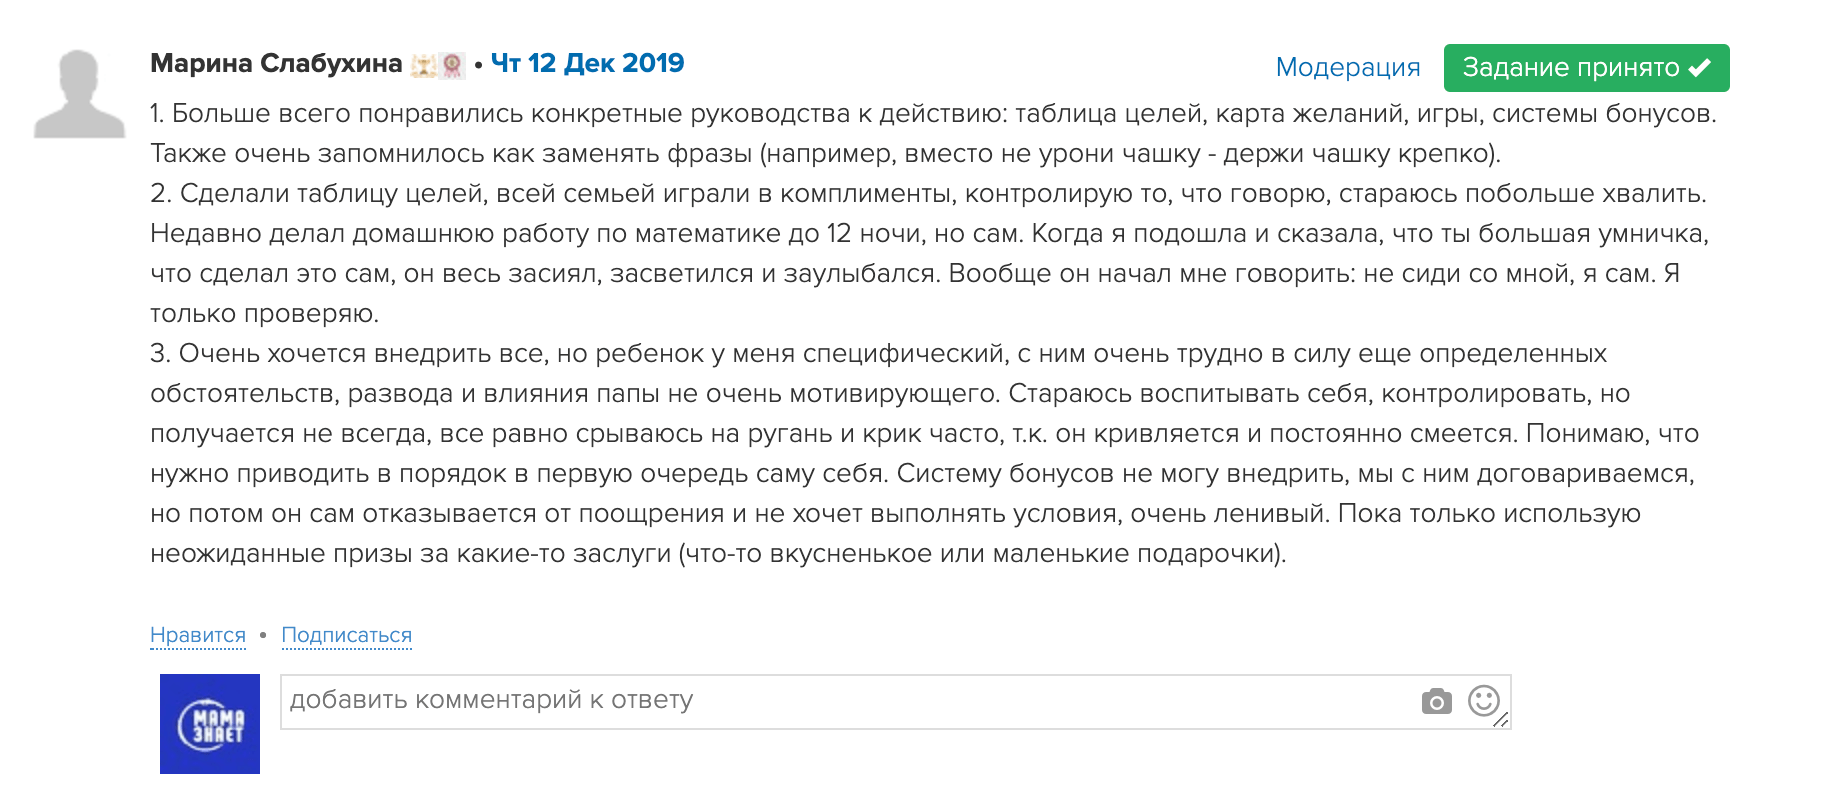 Марина Слабухина • Чт 12 Дек 2019
Модерация
Задание принято
1. Больше всего понравились конкретные руководства к действию: таблица целей, карта желаний, игры, системы бонусов.
Также очень запомнилось как заменять фразы (например, вместо не урони чашку - держи чашку крепко).
2. Сделали таблицу целей, всей семьей играли в комплименты, контролирую то, что говорю, стараюсь побольше хвалить.
Недавно делал домашнюю работу по математике до 12 ночи, но сам. Когда я подошла и сказала, что ты большая умничка,
что сделал это сам, он весь засиял, засветился и заулыбался. Вообще он начал мне говорить: не сиди со мной, я сам. Я
только проверяю.
3. Очень хочется внедрить все, но ребенок у меня специфический, с ним очень трудно в силу еще определенных
обстоятельств, развода и влияния папы не очень мотивирующего. Стараюсь воспитывать себя, контролировать, но
получается не всегда, все равно срываюсь на ругань и крик часто, т.к. он кривляется и постоянно смеется. Понимаю, что
нужно приводить в порядок в первую очередь саму себя. Систему бонусов не могу внедрить, мы с ним договариваемся,
но потом он сам отказывается от поощрения и не хочет выполнять условия, очень ленивый. Пока только использую
неожиданные призы за какие-то заслуги (что-то вкусненькое или маленькие подарочки).
Нравится • Подписаться
МАМА
ЗНАЕТ
добавить комментарий к ответу